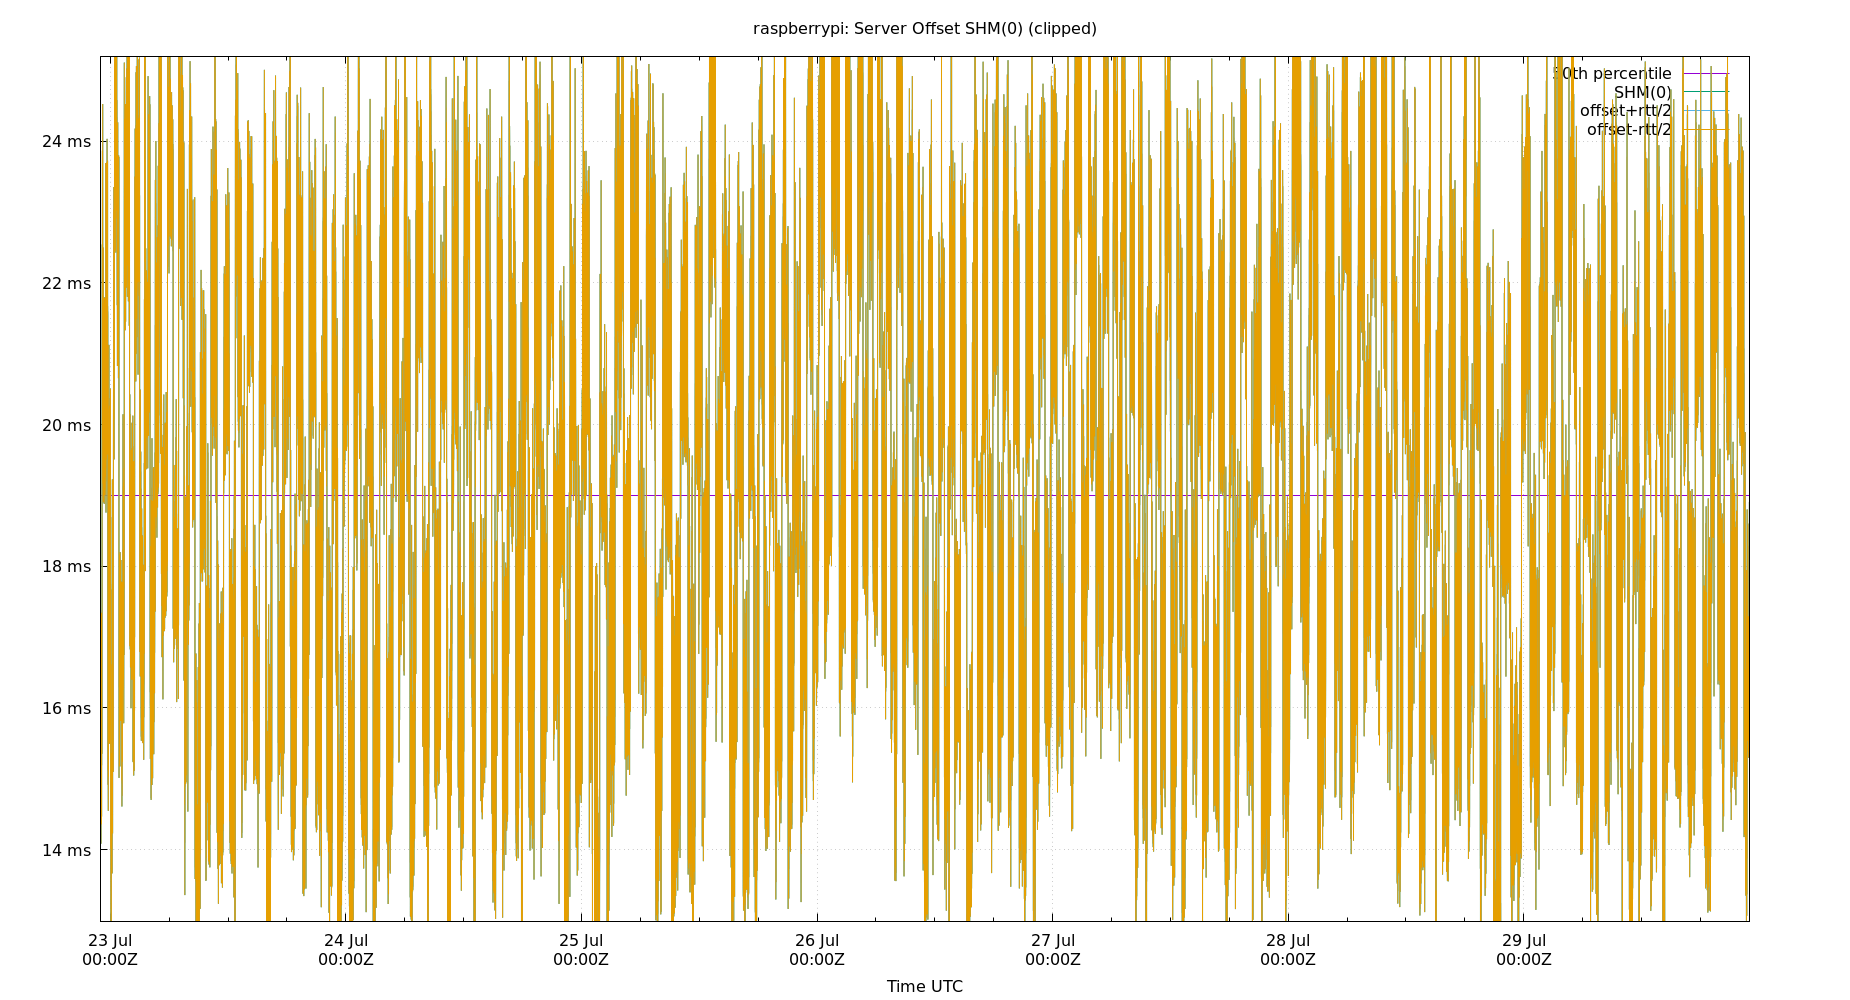 raspberrypi: Server Offset SHM(0) (clipped)
50th percentile
SHM(0)
offset+rtt/2
offset-rtt/2
24 ms
22 ms
20 ms
18 ms
16 ms
14 ms
23 Jul 24 Jul 25 Jul 26 Jul 27 Jul 28 Jul 29 Jul
00:00Z 00:00Z 00:00Z 00:00Z 00:00Z 00:00Z 00:00Z
Time UTC